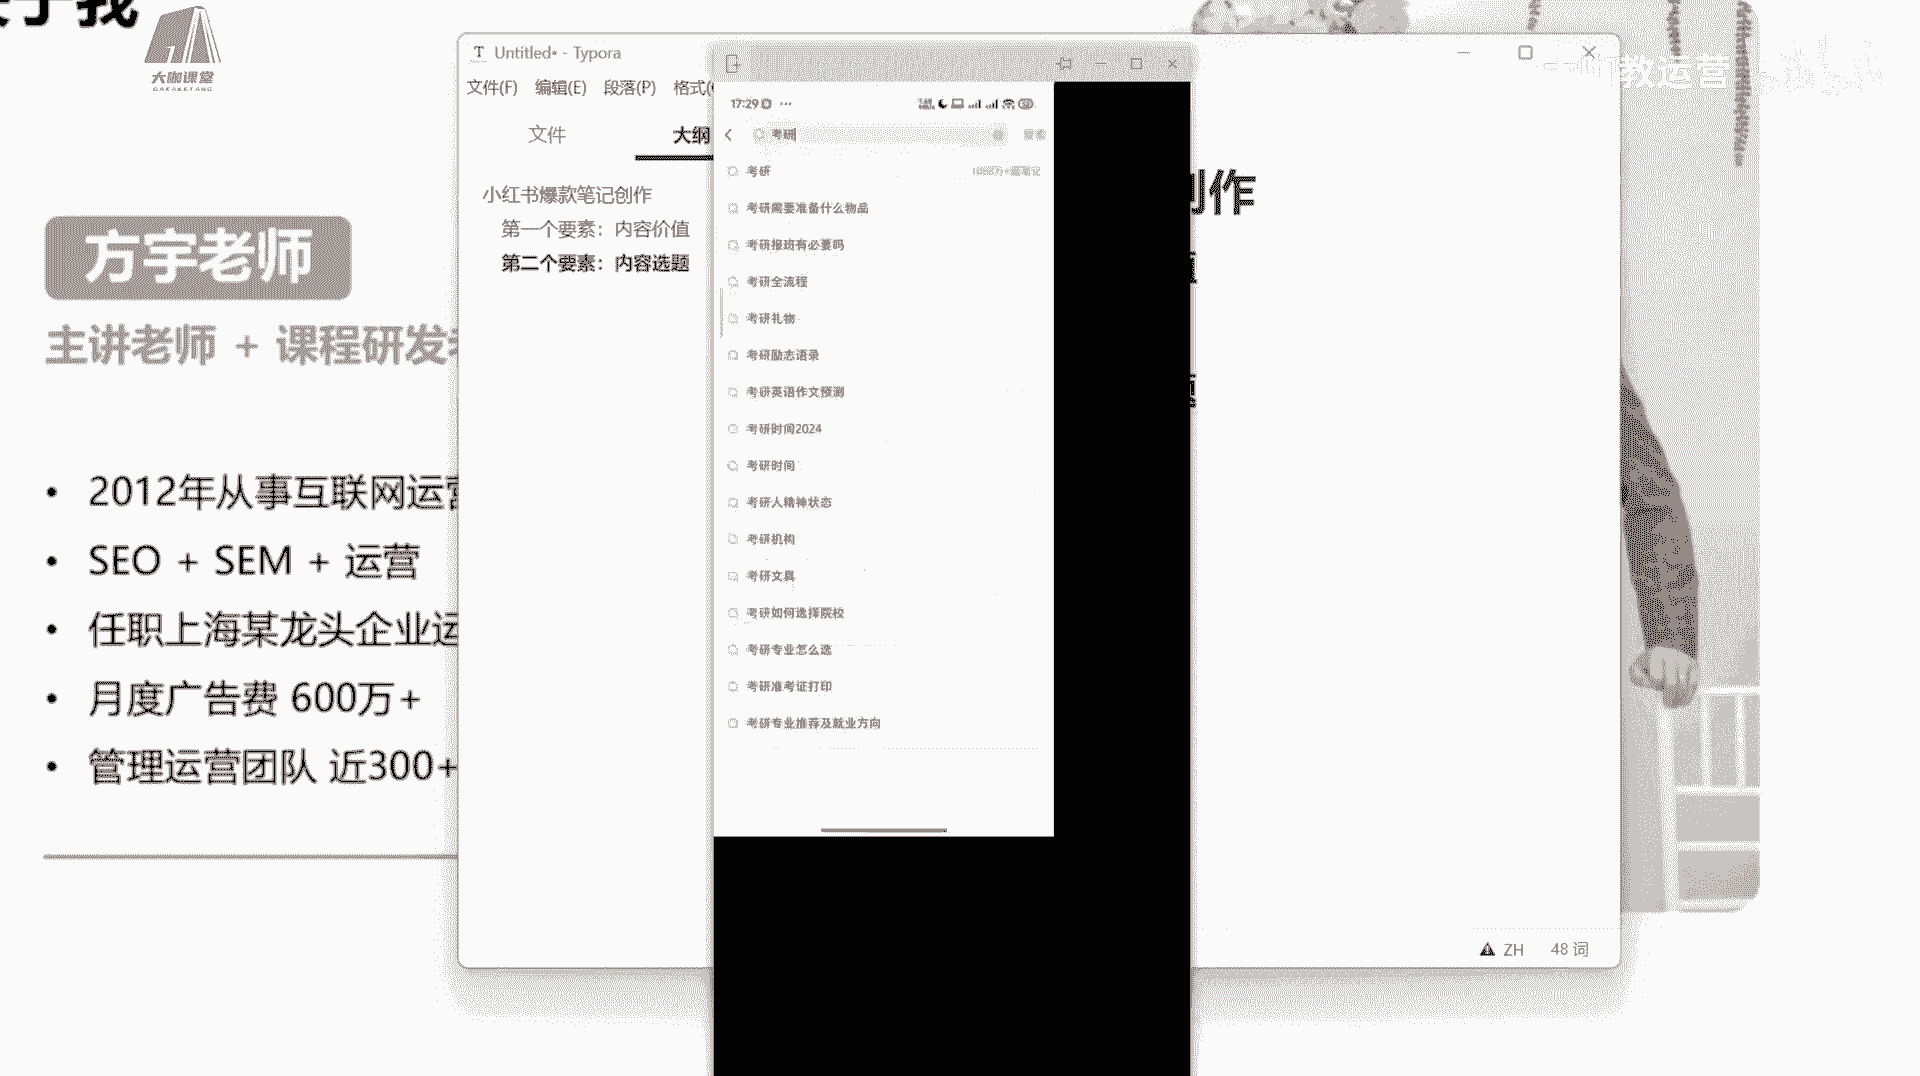 于我
大咖课堂
DAKAKETANG
方宇老师
主讲老师 + 课程研发
2012年从事互联网运营
SEO + SEM + 运营
任职上海某龙头企业运
月度广告费 600万+
管理运营团队 近300+
Untitled• - Typora
文件(F) 编辑(E) 段落(P) 格式(
文件 大纲
小红书爆款笔记创作
第一个要素：内容价值
第二个要素：内容选题
17:29
考研
搜索
考研
考研需要准备什么物品
考研报班有必要吗
考研全流程
考研礼物
考研励志语录
考研英语作文预测
考研时间2024
考研时间
考研人精神状态
考研机构
考研文具
考研如何选择院校
考研专业怎么选
考研准考证打印
考研专业推荐及就业方向
创作
题
教运营
ZH 48 词